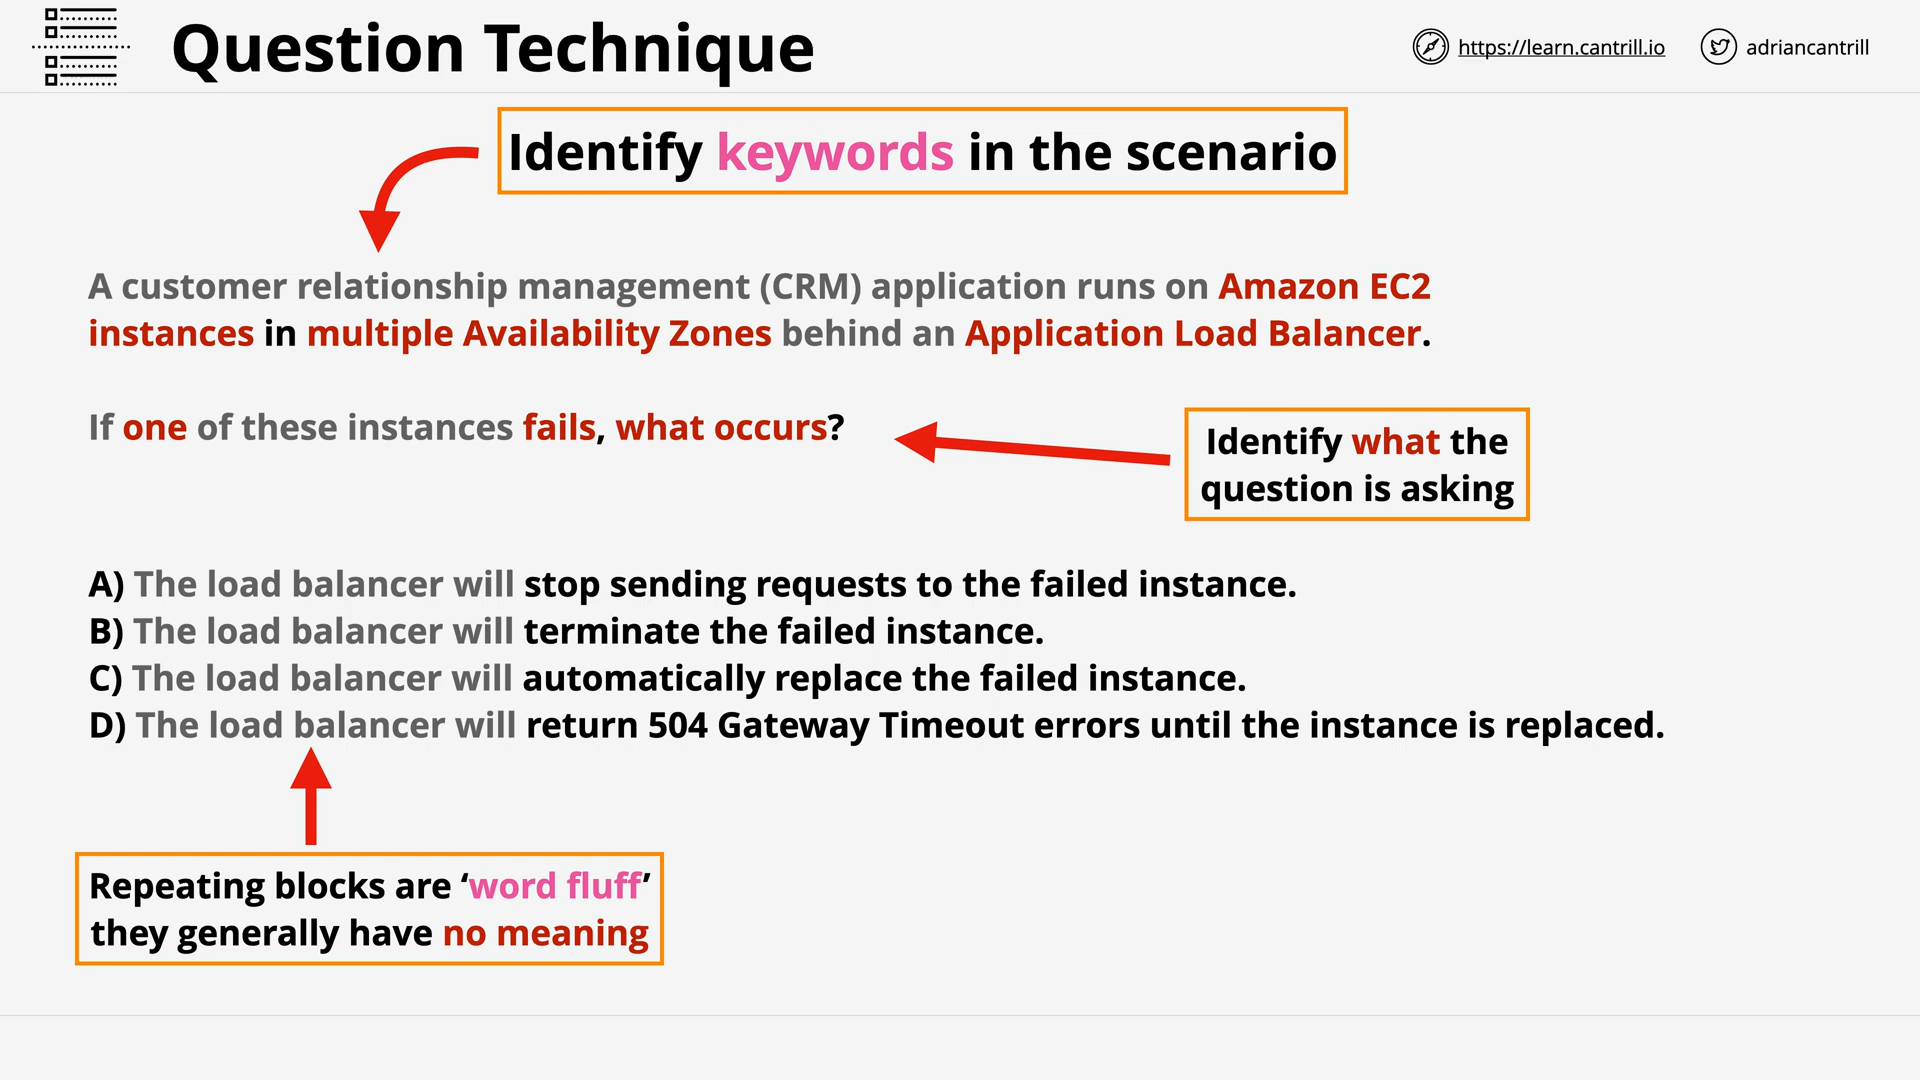 Question Technique
https://learn.cantrill.io
adriancantrill
Identify keywords in the scenario
A customer relationship management (CRM) application runs on Amazon EC2
instances in multiple Availability Zones behind an Application Load Balancer.
If one of these instances fails, what occurs?
Identify what the
question is asking
A) The load balancer will stop sending requests to the failed instance.
B) The load balancer will terminate the failed instance.
C) The load balancer will automatically replace the failed instance.
D) The load balancer will return 504 Gateway Timeout errors until the instance is replaced.
Repeating blocks are ‘word fluff’
they generally have no meaning